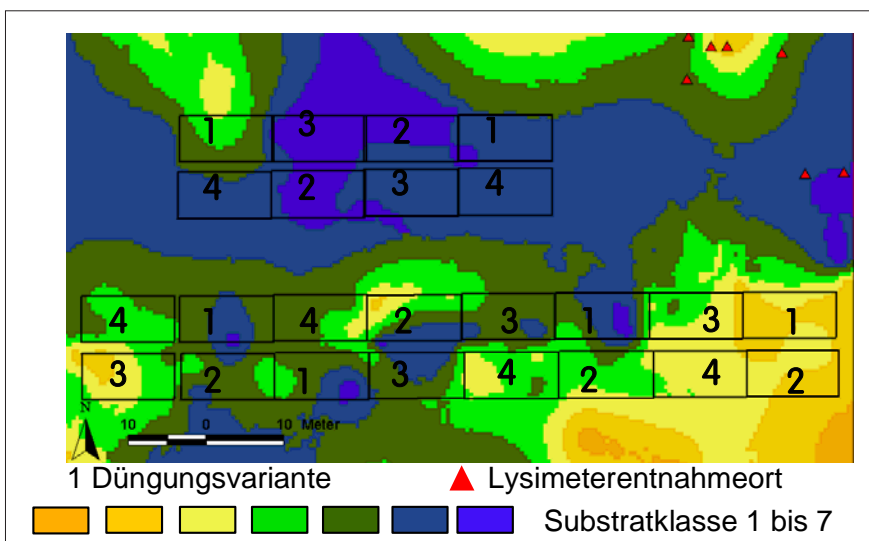 1 3 2 1
4 2 3 4
4 1 4 2 3 1 3 1
3 2 1 3 4 2 4 2
N
10 0 10 Meter
1 Düngungsvariante Lysimeterentnahmeort
Substratklasse 1 bis 7